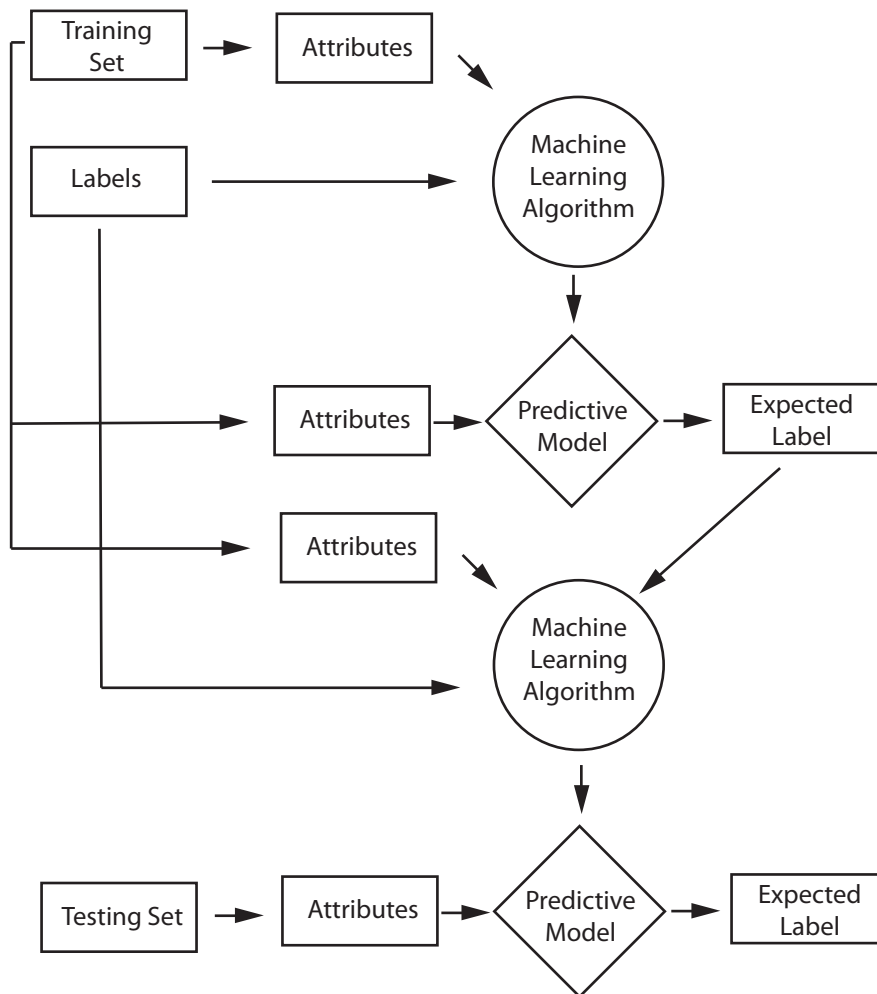 Training
Set
Attributes
Labels
Machine
Learning
Algorithm
Attributes
Predictive
Model
Expected
Label
Attributes
Machine
Learning
Algorithm
Testing Set
Attributes
Predictive
Model
Expected
Label